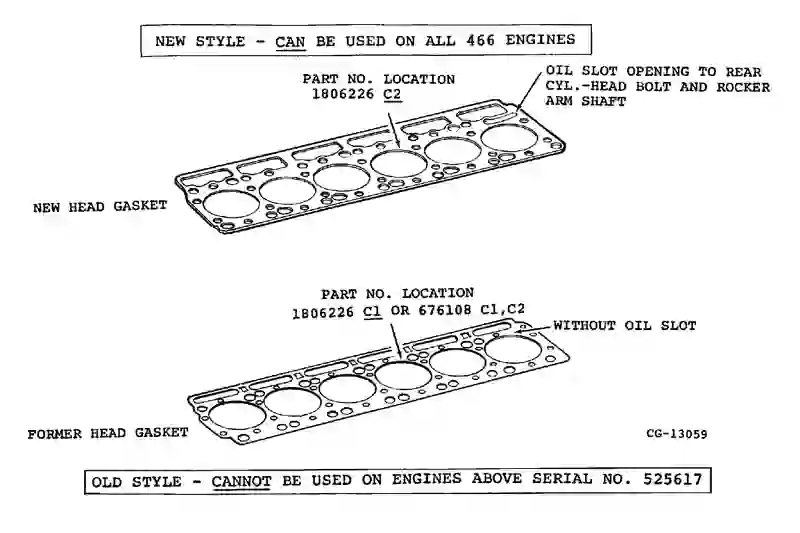 NEW STYLE - CAN BE USED ON ALL 466 ENGINES
PART NO. LOCATION
1806226 C2
OIL SLOT OPENING TO REAR
CYL.-HEAD BOLT AND ROCKER
ARM SHAFT
NEW HEAD GASKET
PART NO. LOCATION
1806226 C1 OR 676108 C1,C2
WITHOUT OIL SLOT
FORMER HEAD GASKET
CG-13059
OLD STYLE - CANNOT BE USED ON ENGINES ABOVE SERIAL NO. 525617